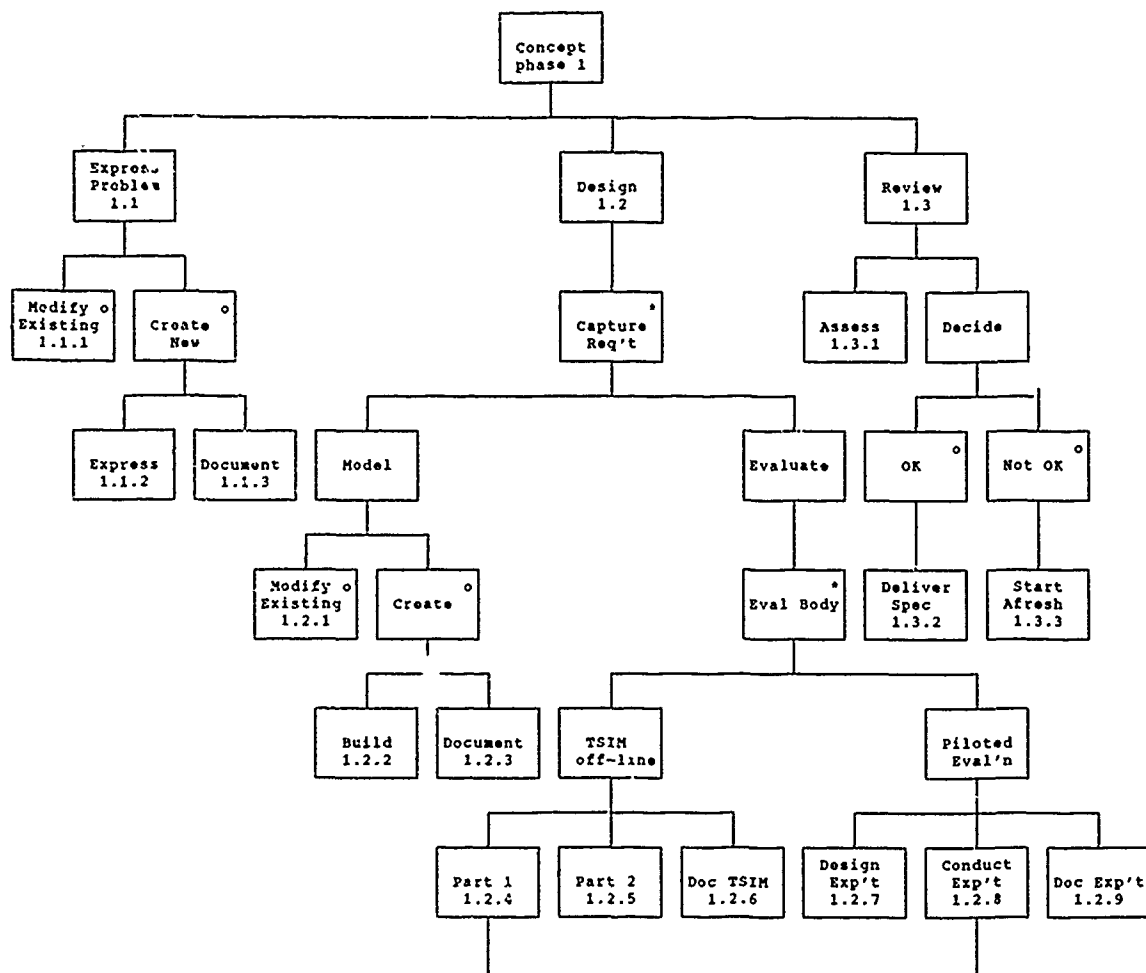 Concept
phase 1
Express
Problem
1.1
Design
1.2
Review
1.3
Modify o
Existing
1.1.1
o
Create
New
*
Capture
Req't
Assess
1.3.1
Decide
Express
1.1.2
Document
1.1.3
Model
Evaluate
o
OK
o
Not OK
Modify o
Existing
1.2.1
o
Create
*
Eval Body
Deliver
Spec
1.3.2
Start
Afresh
1.3.3
Build
1.2.2
Document
1.2.3
TSIM
off-line
Piloted
Eval'n
Part 1
1.2.4
Part 2
1.2.5
Doc TSIM
1.2.6
Design
Exp't
1.2.7
Conduct
Exp't
1.2.8
Doc Exp't
1.2.9